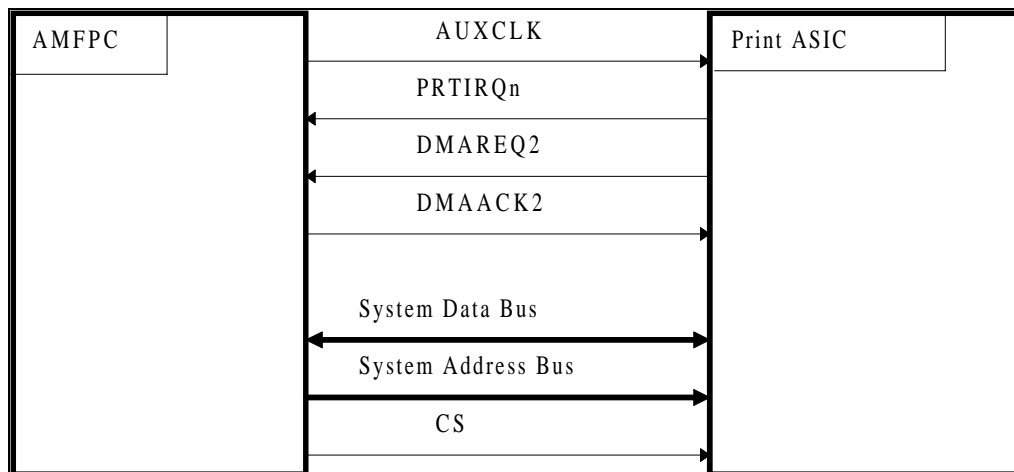 AMFPC
AUXCLK
Print ASIC
PRTIRQn
DMAREQ2
DMAACK2
System Data Bus
System Address Bus
CS